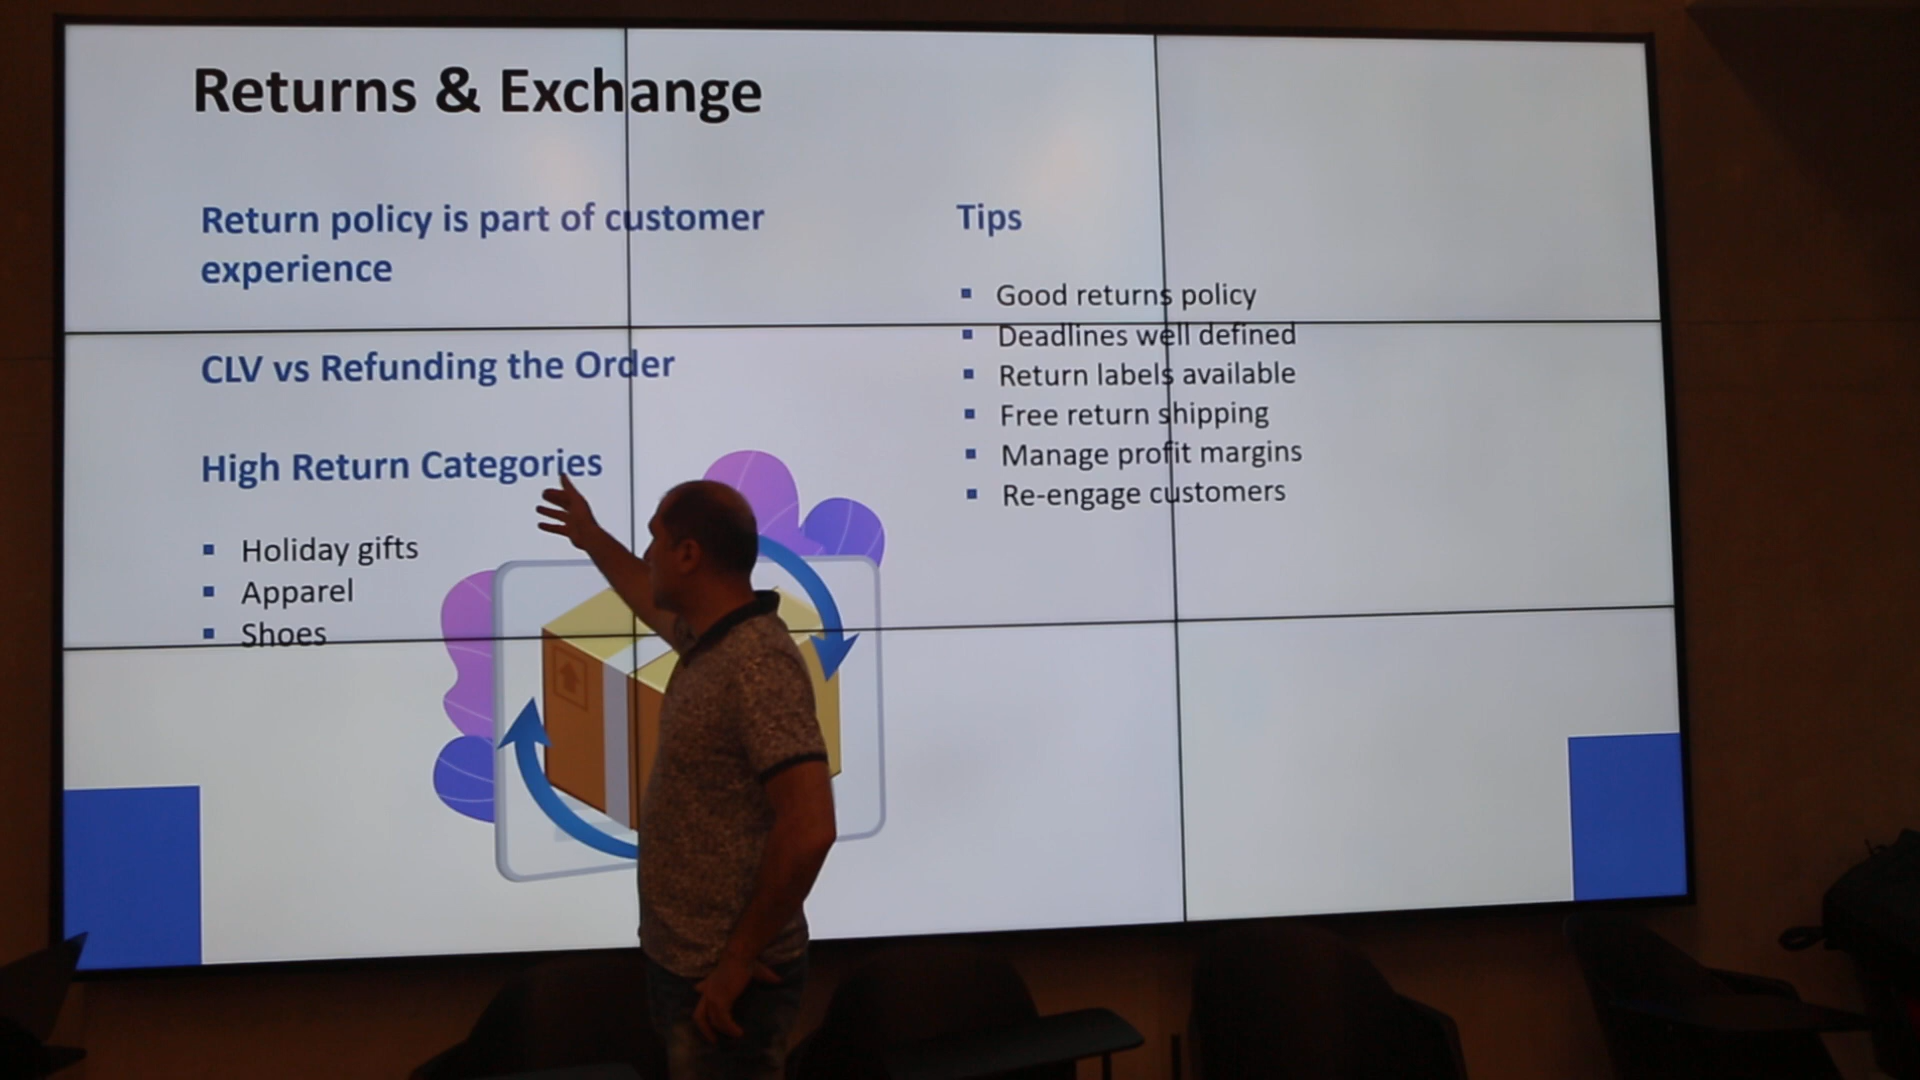 Returns & Exchange
Return policy is part of customer
experience
CLV vs Refunding the Order
High Return Categories
▪ Holiday gifts
▪ Apparel
▪ Shoes
Tips
▪ Good returns policy
▪ Deadlines well defined
▪ Return labels available
▪ Free return shipping
▪ Manage profit margins
▪ Re-engage customers